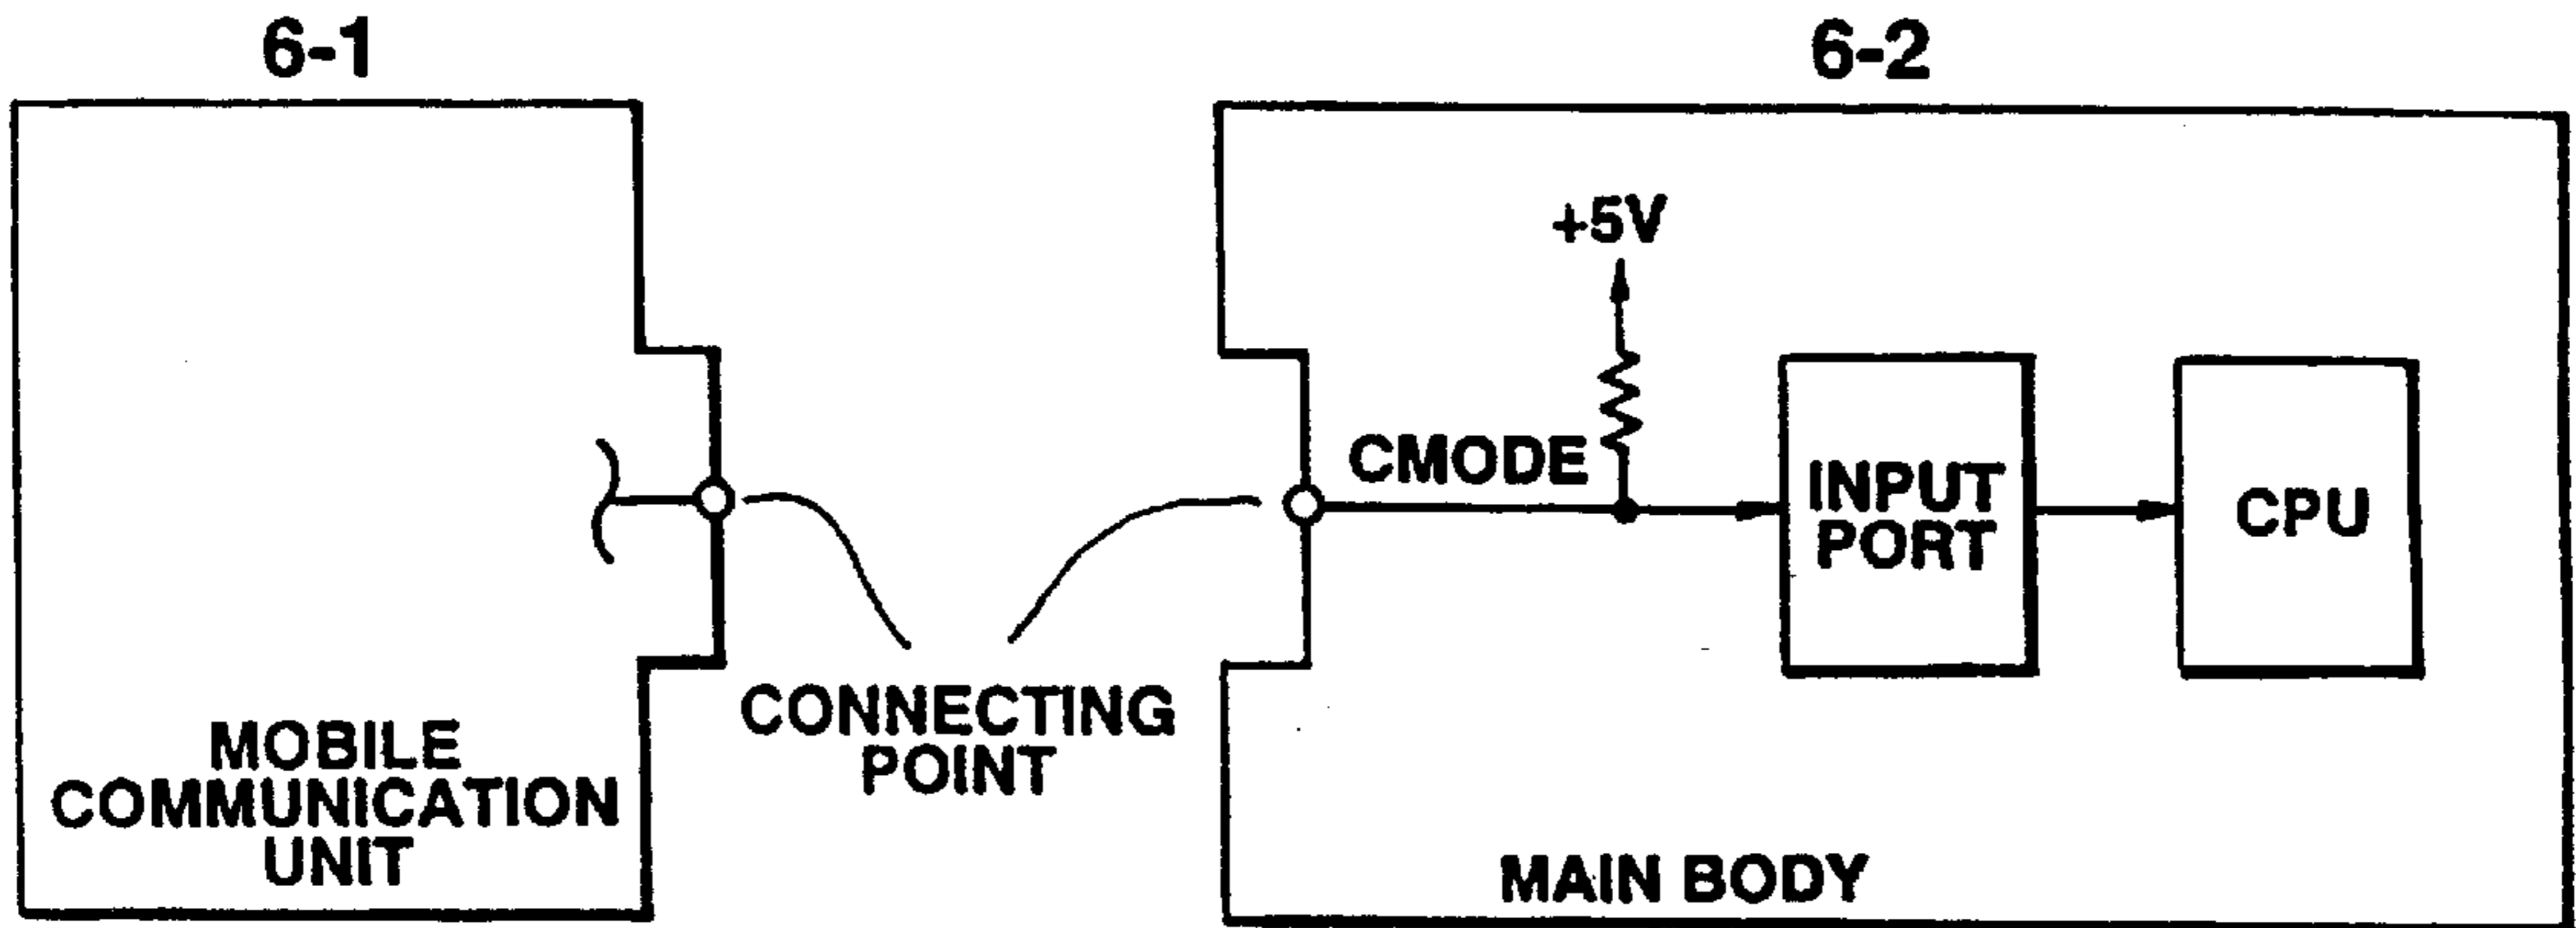 6-1
6-2
+5V
CMODE
INPUT
PORT
CPU
CONNECTING
POINT
MOBILE
COMMUNICATION
UNIT
MAIN BODY